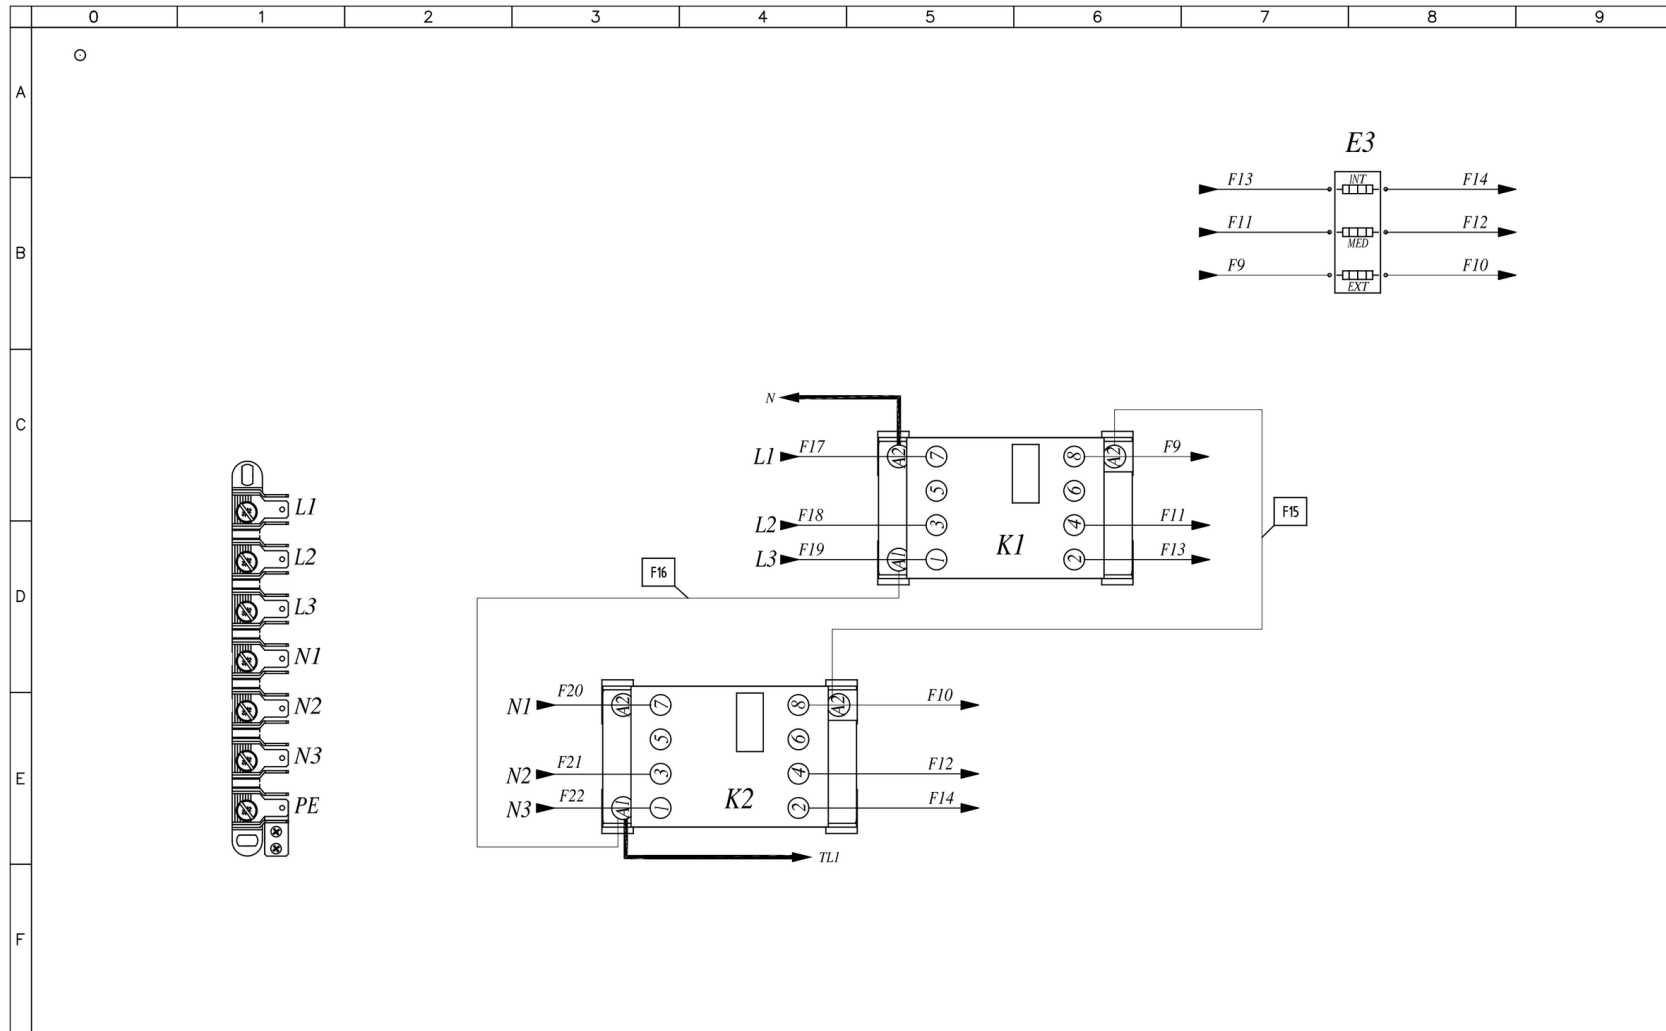 0 1 2 3 4 5 6 7 8 9
A
E3
F13 INT F14
B
F11 MED F12
F9 EXT F10
N
C
L1 F17 A2 7 8 A2 F9
5 6
L1
F15
L2 F18 3 4 F11
K1
L2
L3 F19 A1 1 2 F13
F16
D
L3
N1
N1 F20 A2 7 8 A2 F10
N2
5 6
N3
E
N2 F21 3 4 F12
K2
PE
N3 F22 A1 1 2 F14
TL1
F